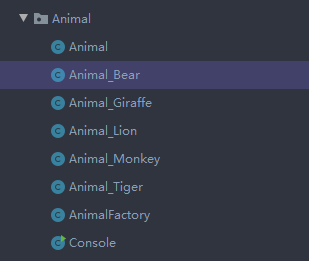 Animal
Animal
Animal_Bear
Animal_Giraffe
Animal_Lion
Animal_Monkey
Animal_Tiger
AnimalFactory
Console